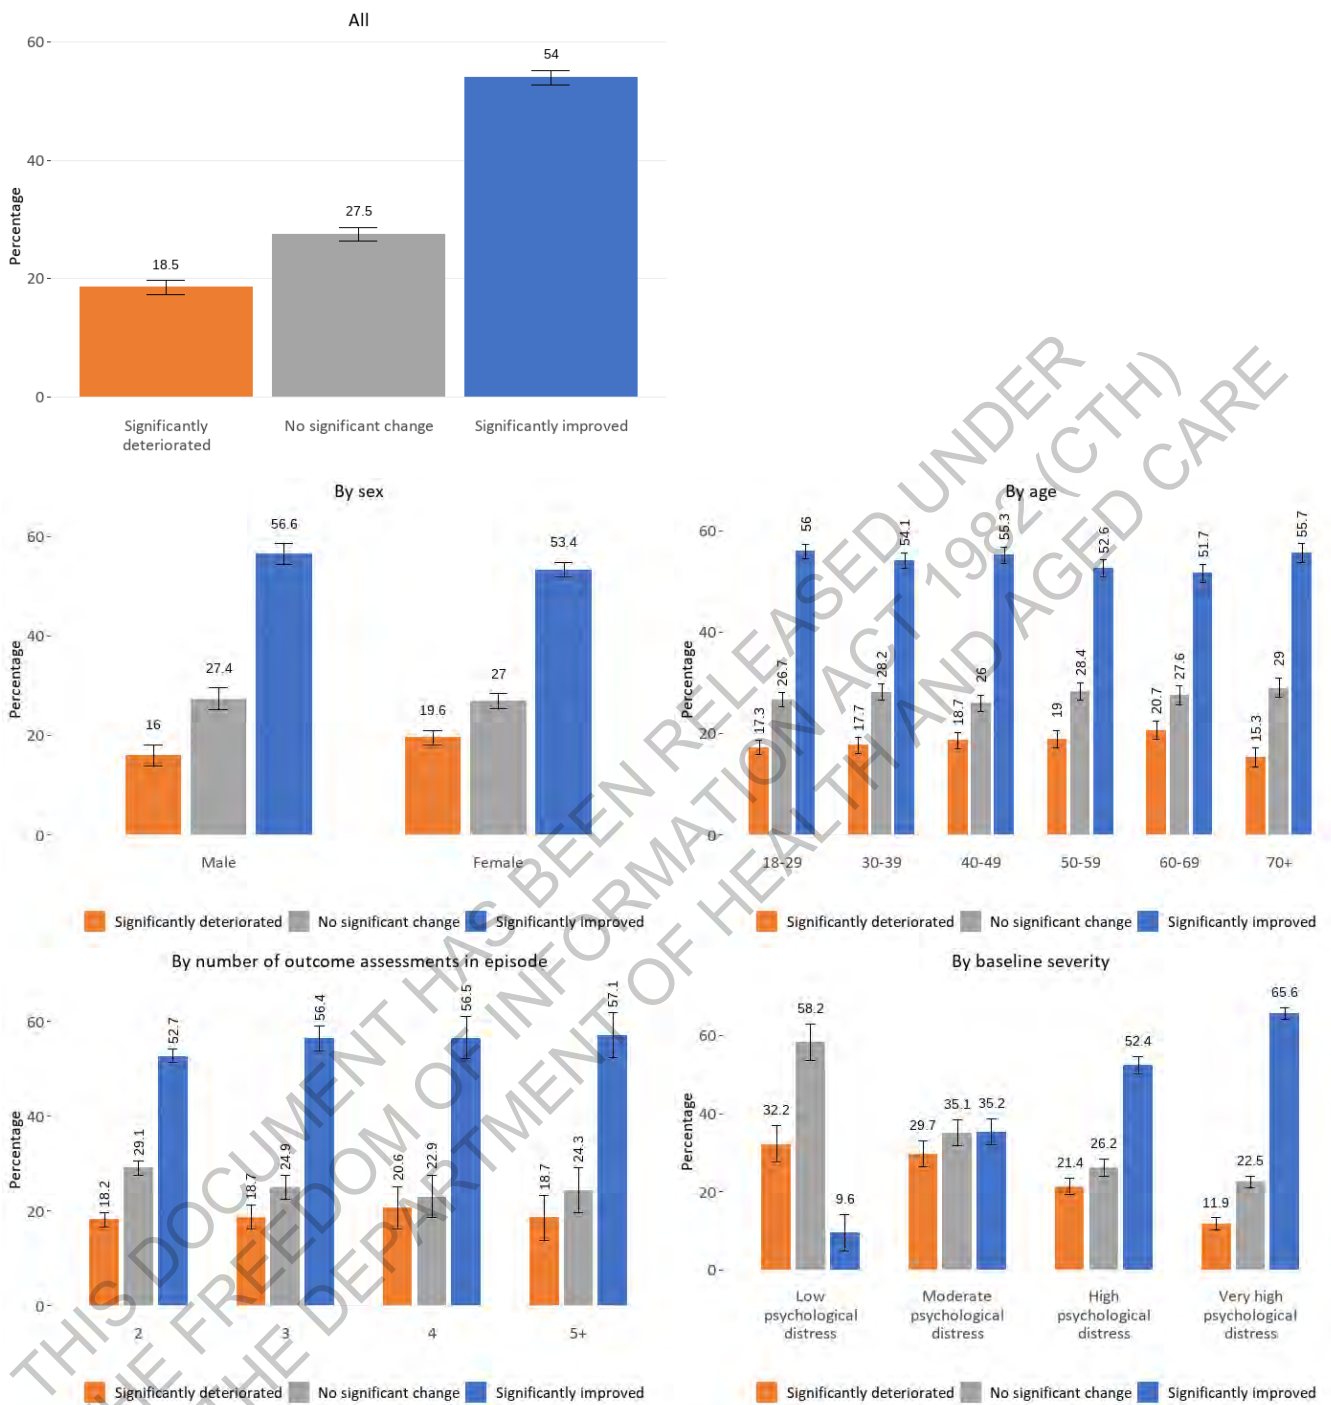 All
60
40
20
0
Percentage
18.5
27.5
54
Significantly
deteriorated
No significant change
Significantly improved
By sex
60
40
20
0
Percentage
16
27.4
56.6
19.6
27
53.4
Male
Female
Significantly deteriorated
No significant change
Significantly improved
By age
60
40
20
0
Percentage
17.3
26.7
56
17.7
28.2
54.1
18.7
26
55.3
19
28.4
52.6
20.7
27.6
51.7
15.3
29
55.7
18-29
30-39
40-49
50-59
60-69
70+
Significantly deteriorated
No significant change
Significantly improved
By number of outcome assessments in episode
60
40
20
0
Percentage
18.2
29.1
52.7
18.7
24.9
56.4
20.6
22.9
56.5
18.7
24.3
57.1
2
3
4
5+
Significantly deteriorated
No significant change
Significantly improved
By baseline severity
60
40
20
0
Percentage
32.2
58.2
9.6
29.7
35.1
35.2
21.4
26.2
52.4
11.9
22.5
65.6
Low
psychological
distress
Moderate
psychological
distress
High
psychological
distress
Very high
psychological
distress
Significantly deteriorated
No significant change
Significantly improved
THIS DOCUMENT HAS BEEN RELEASED UNDER
THE FREEDOM OF INFORMATION ACT 1982 (CTH)
THE DEPARTMENT OF HEALTH AND AGED CARE